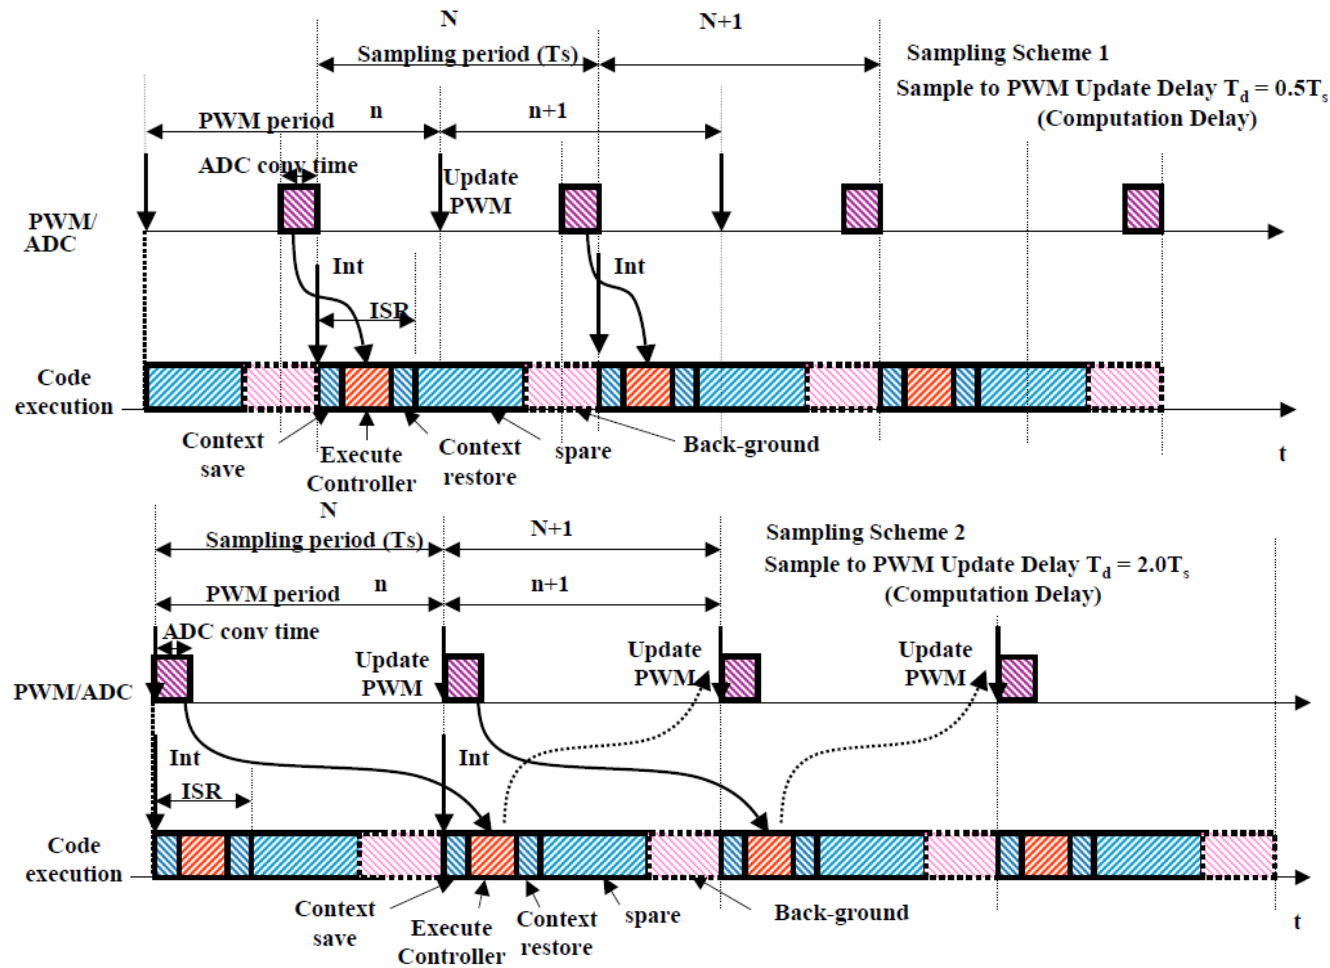 N
N+1
Sampling period (Ts)
Sampling Scheme 1
Sample to PWM Update Delay Td = 0.5Ts
(Computation Delay)
PWM period
n
n+1
ADC conv time
Update
PWM
PWM/
ADC
Int
Int
ISR
Code
execution
Context
save
Execute
Controller
Context
restore
spare
Back-ground
t
N
Sampling period (Ts)
N+1
Sampling Scheme 2
Sample to PWM Update Delay Td = 2.0Ts
(Computation Delay)
PWM period
n
n+1
ADC conv time
Update
PWM
Update
PWM
Update
PWM
PWM/ADC
Int
Int
ISR
Code
execution
Context
save
Execute
Controller
Context
restore
spare
Back-ground
t